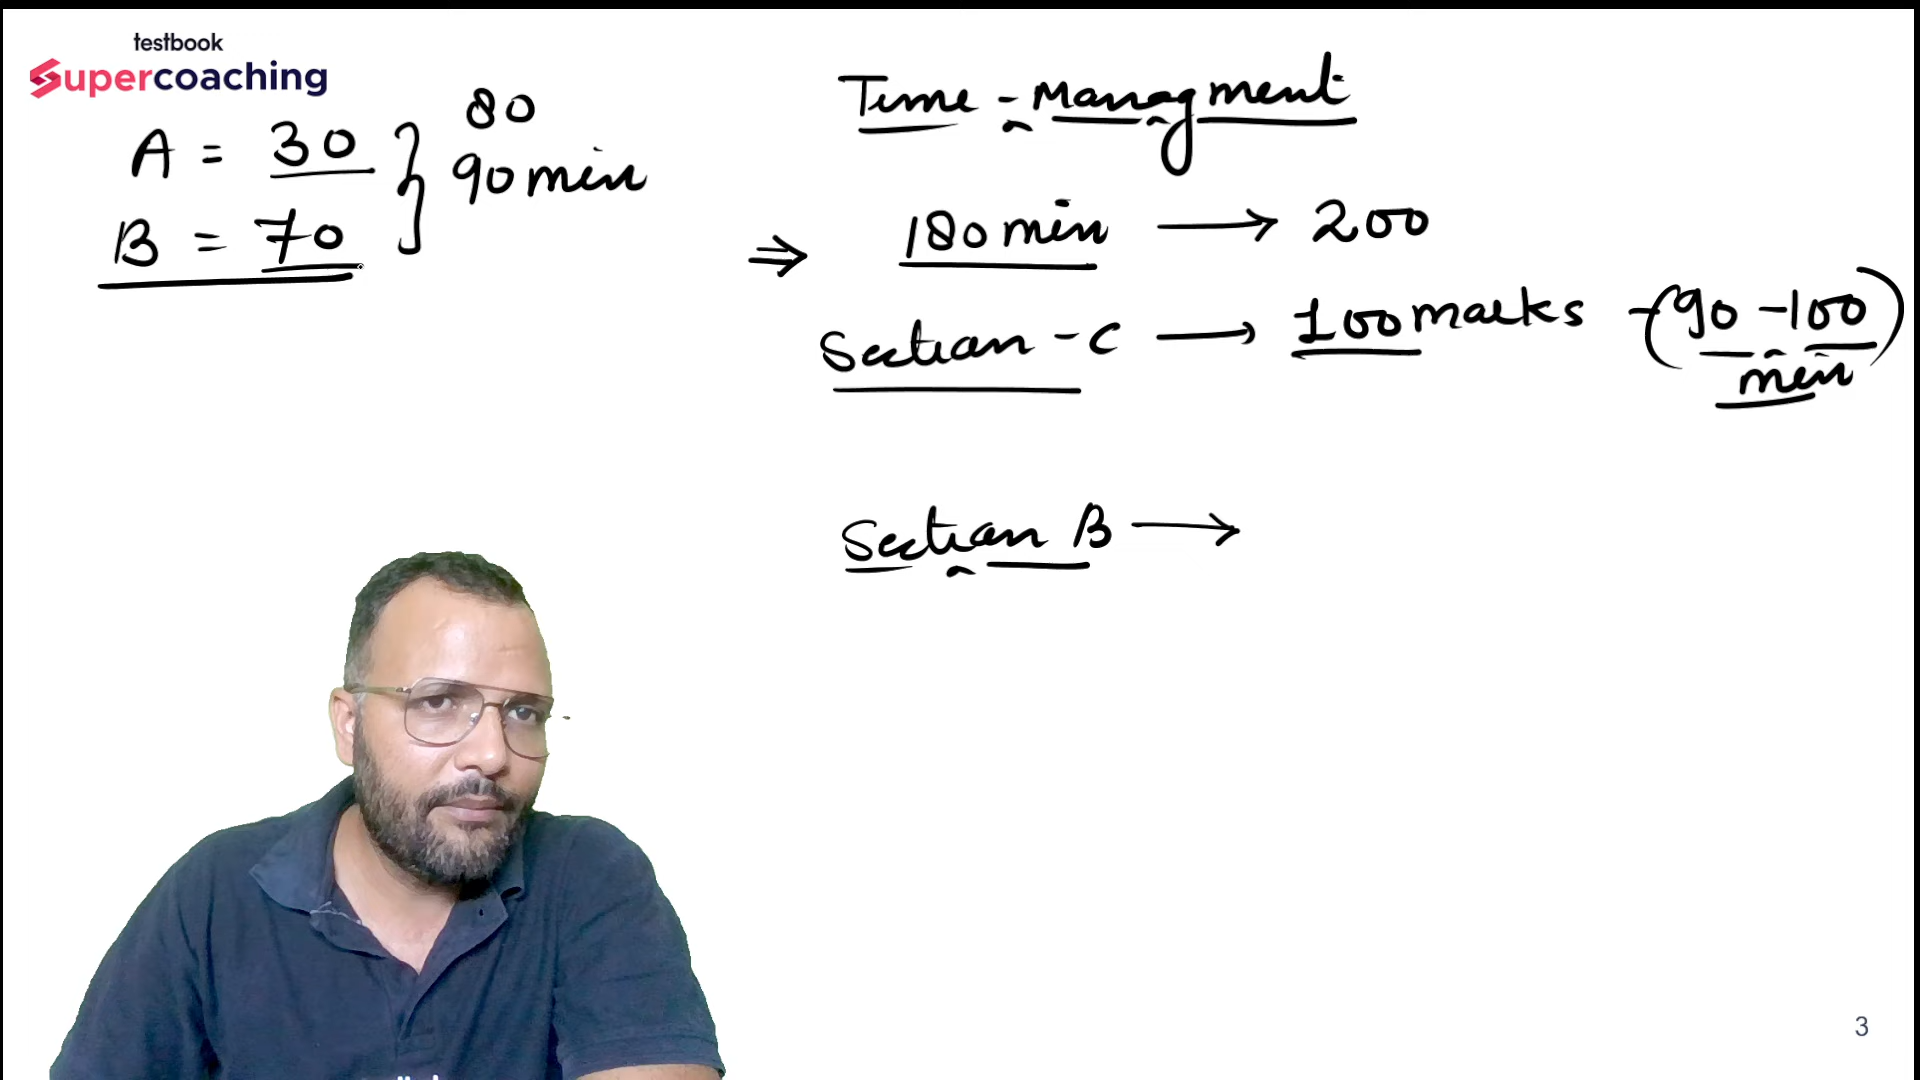 testbook
Supercoaching
A = 30
B = 70
80
90 min
Time - Managment
180 min → 200
⇒
Section - C → 100 marks - (90 - 100)
min
Section B →
3